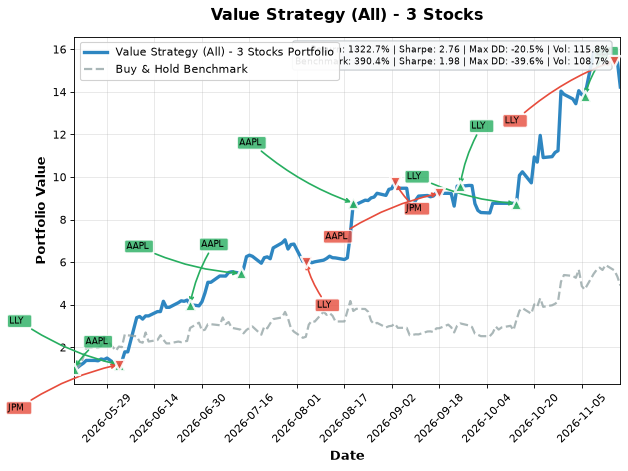 Value Strategy (All) - 3 Stocks
Value Strategy (All) - 3 Stocks Portfolio
Buy & Hold Benchmark
1322.7% | Sharpe: 2.76 | Max DD: -20.5% | Vol: 115.8%
Benchmark: 390.4% | Sharpe: 1.98 | Max DD: -39.6% | Vol: 108.7%
16
14
12
10
8
6
4
2
Portfolio Value
LLY
LLY
AAPL
LLY
AAPL
JPM
AAPL
AAPL
LLY
LLY
AAPL
JPM
2026-05-29
2026-06-14
2026-06-30
2026-07-16
2026-08-01
2026-08-17
2026-09-02
2026-09-18
2026-10-04
2026-10-20
2026-11-05
Date